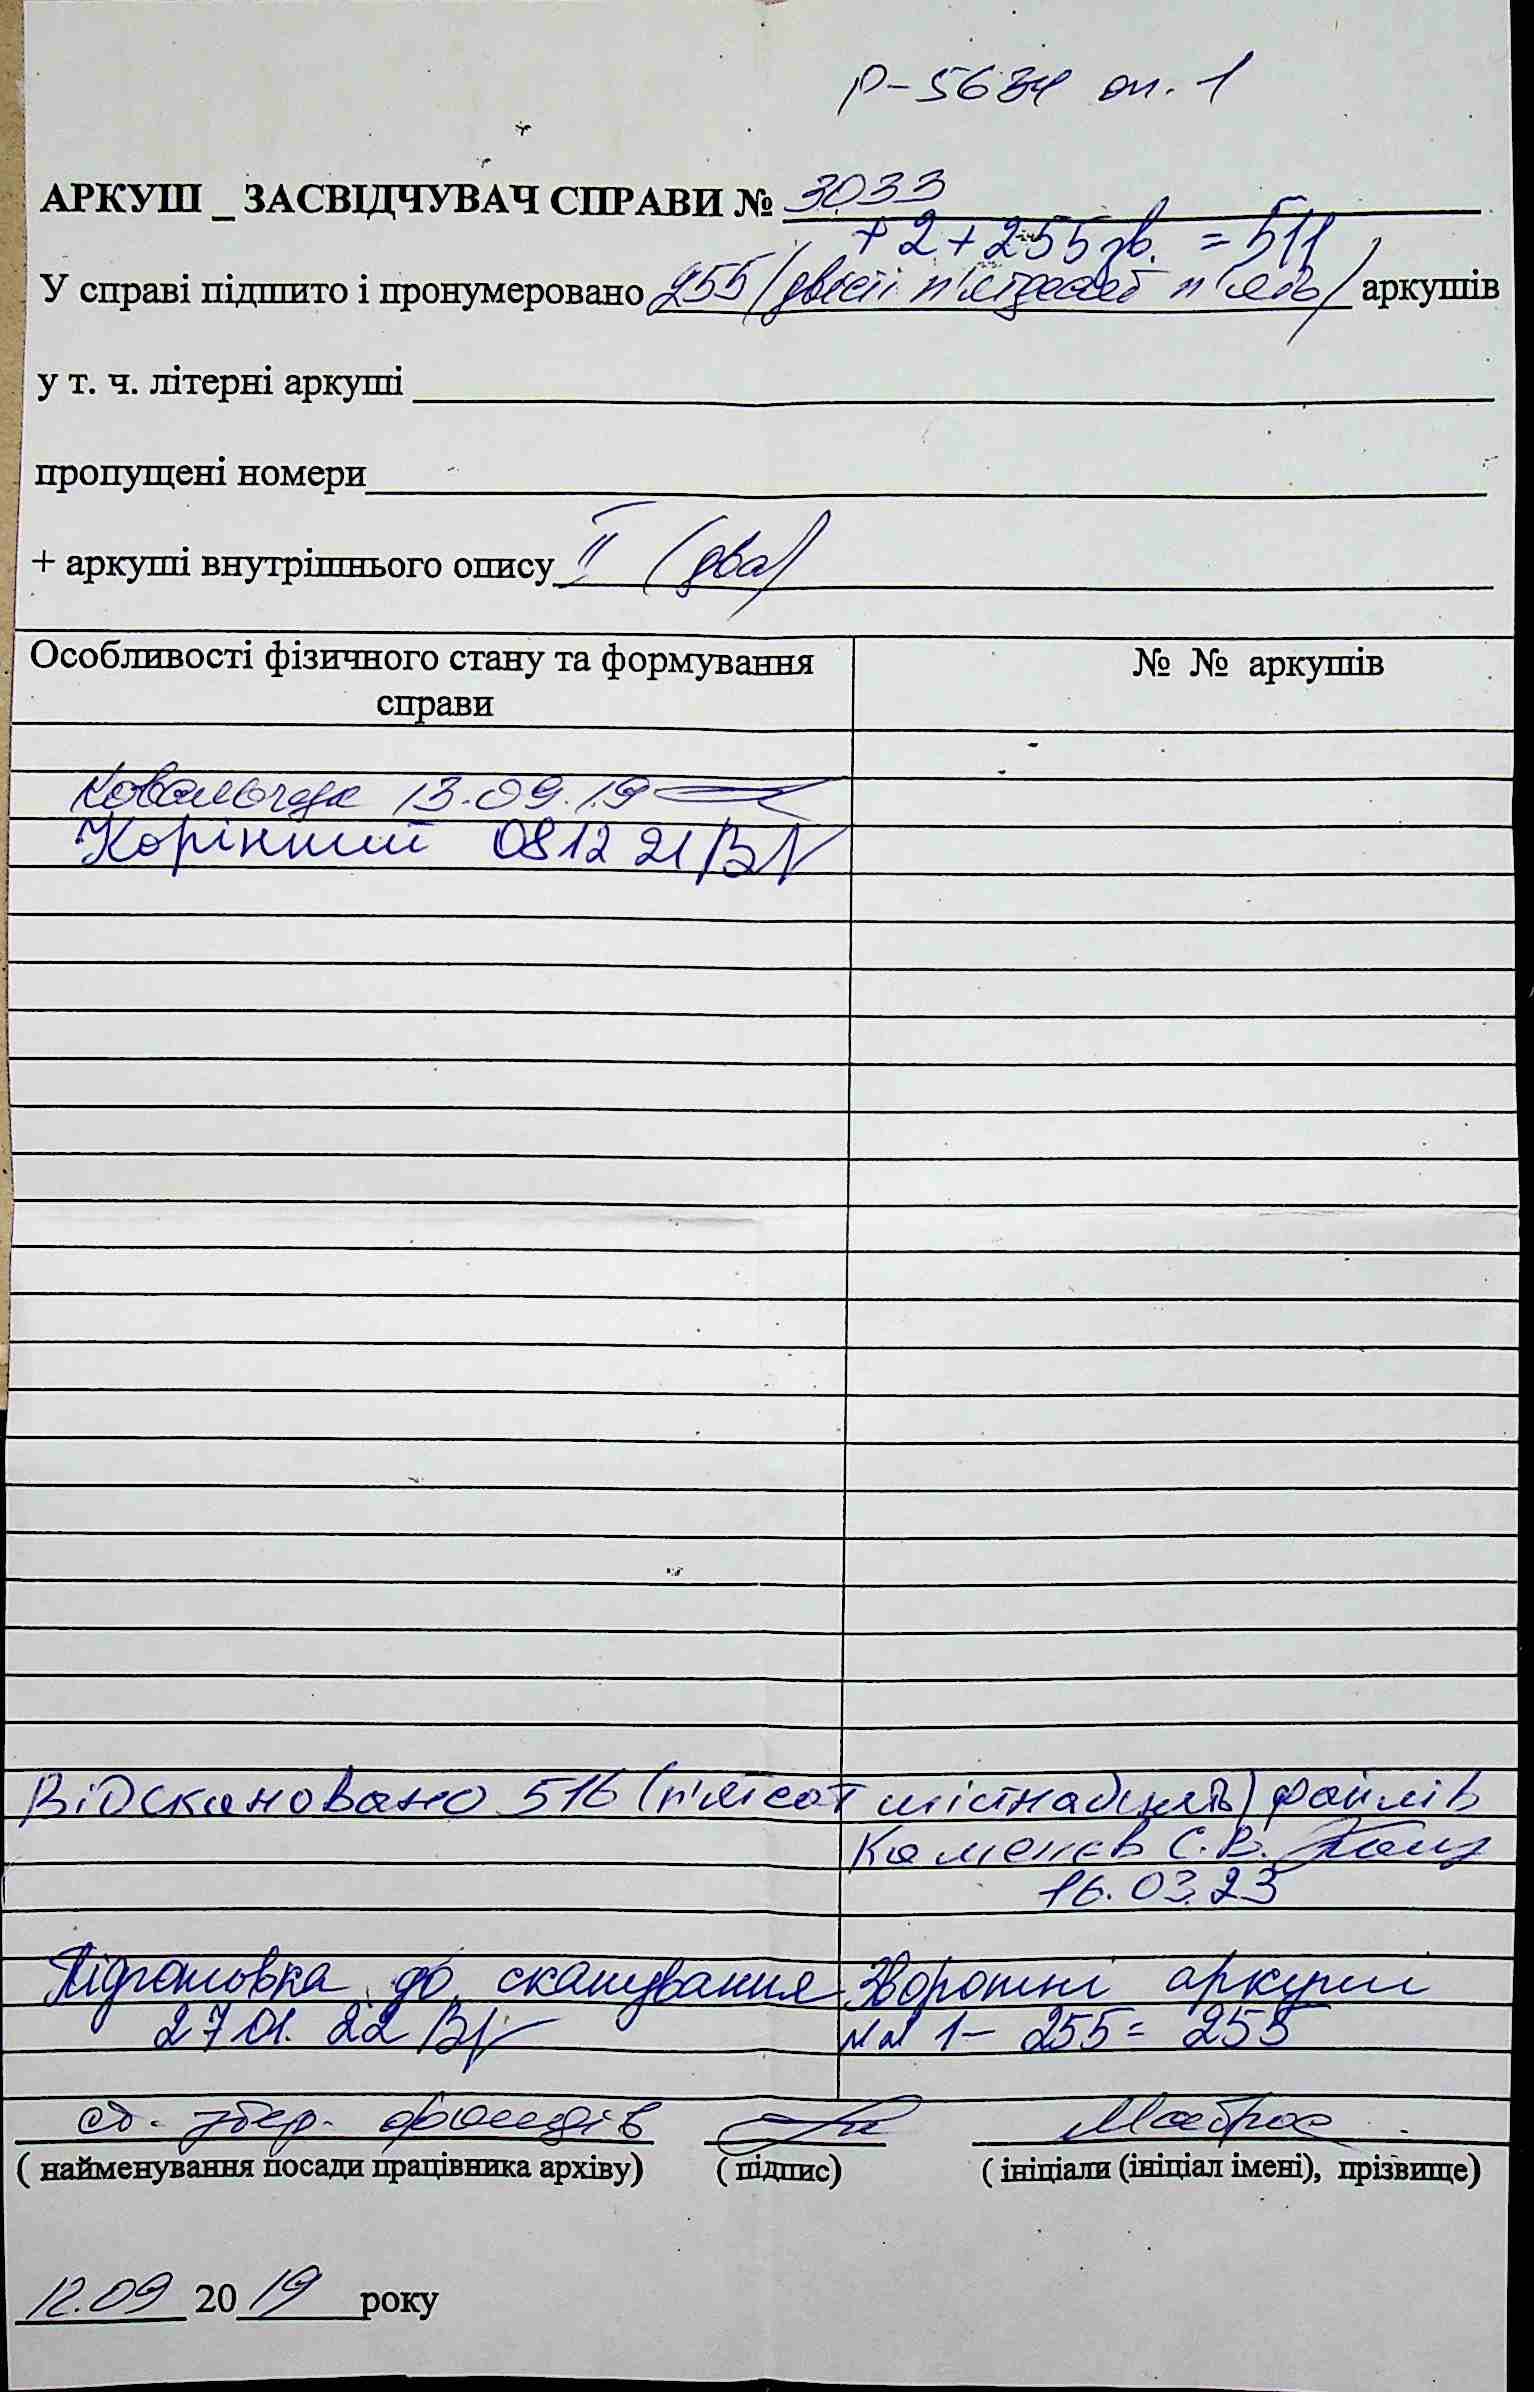 Р-5634 оп. 1
АРКУШ _ ЗАСВІДЧУВАЧ СПРАВИ № 3033
+ 2 + 255 зв. = 511
У справі підшито і пронумеровано 255 (двісті п'ятдесят п'ять) аркушів
у т. ч. літерні аркуші
пропущені номери
+ аркуші внутрішнього опису II (два)
Особливості фізичного стану та формування справи
№ № аркушів
Ковальчук 13.09.19
Корінний 08 12 21
Відскановано 516 (п'ятсот шістнадцять) файлів
Каменєв С.В.
16.03.23
Підготовка до сканування Зворотні аркуші
27 01. 22 №№ 1 – 255 = 255
збер. фондів
( найменування посади працівника архіву) ( підпис) ( ініціали (ініціал імені), прізвище)
12.09 2019 року